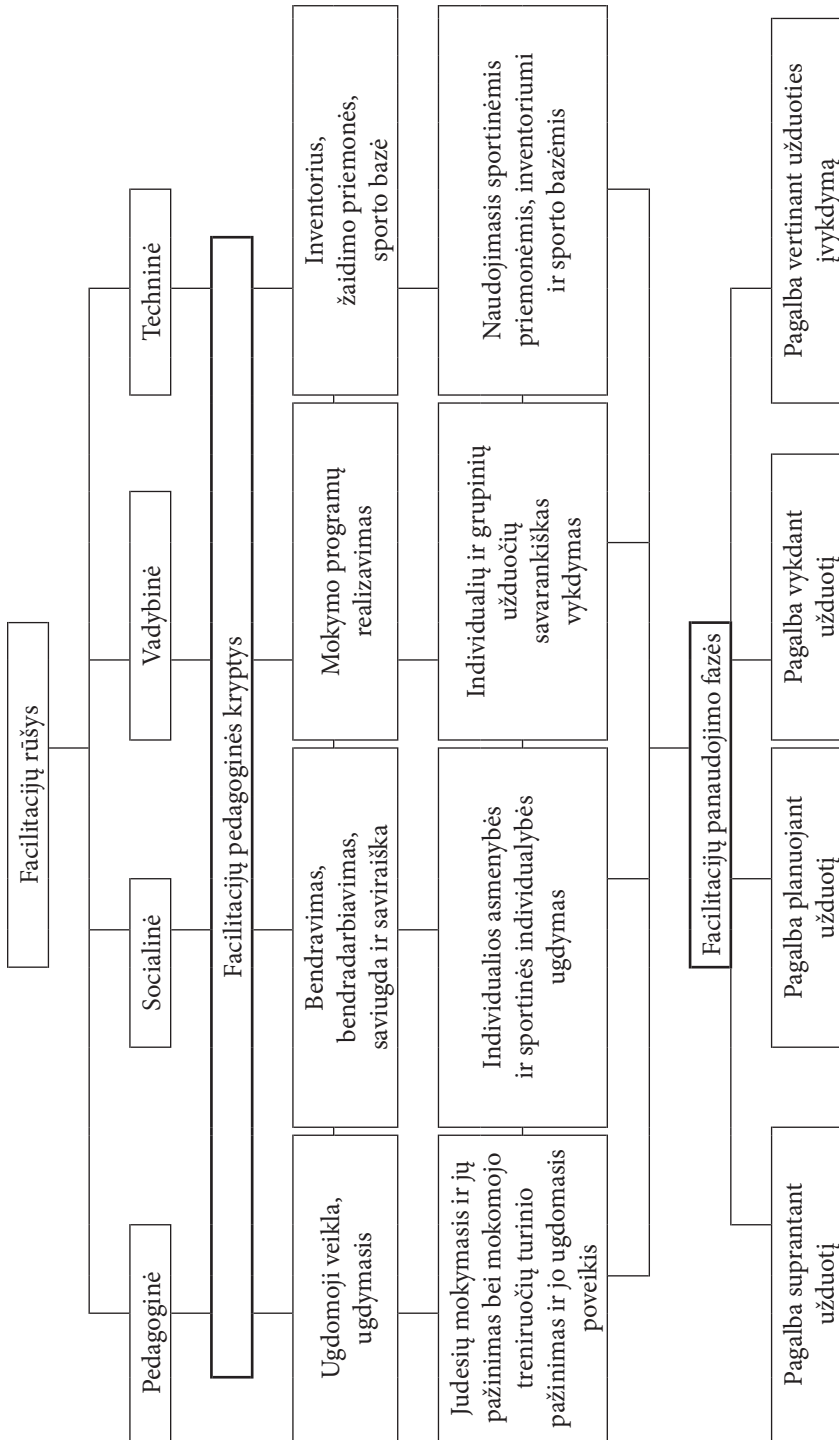 Facilitacijų rūšys
Pedagoginė
Socialinė
Vadybinė
Techninė
Facilitacijų pedagoginės kryptys
Ugdomoji veikla,
ugdymasis
Bendravimas,
bendradarbiavimas,
saviugda ir saviraiška
Mokymo programų
realizavimas
Inventorius,
žaidimo priemonės,
sporto bazė
Judesių mokymasis ir jų
pažinimas bei mokomojo
treniruočių turinio
pažinimas ir jo ugdomasis
poveikis
Individualios asmenybės
ir sportinės individualybės
ugdymas
Individualių ir grupinių
užduočių
savarankiškas
vykdymas
Naudojimasis sportinėmis
priemonėmis, inventoriumi
ir sporto bazėmis
Facilitacijų panaudojimo fazės
Pagalba suprantant
užduotį
Pagalba planuojant
užduotį
Pagalba vykdant
užduotį
Pagalba vertinant užduoties
įvykdymą